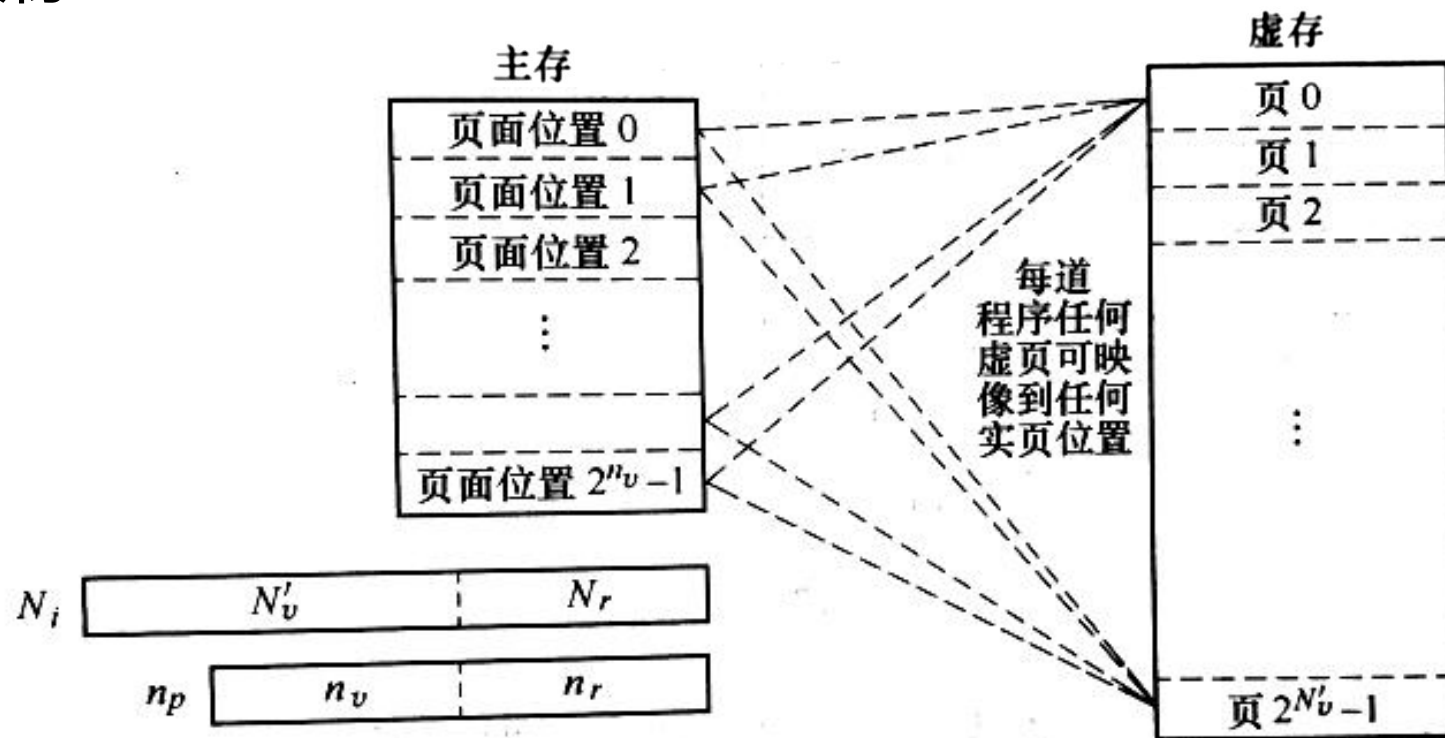 主存
页面位置 0
页面位置 1
页面位置 2
⋮
页面位置 2^{n_v}-1
虚存
页 0
页 1
页 2
⋮
页 2^{N'_v}-1
每道
程序任何
虚页可映
像到任何
实页位置
N_i N'_v N_r
n_p n_v n_r